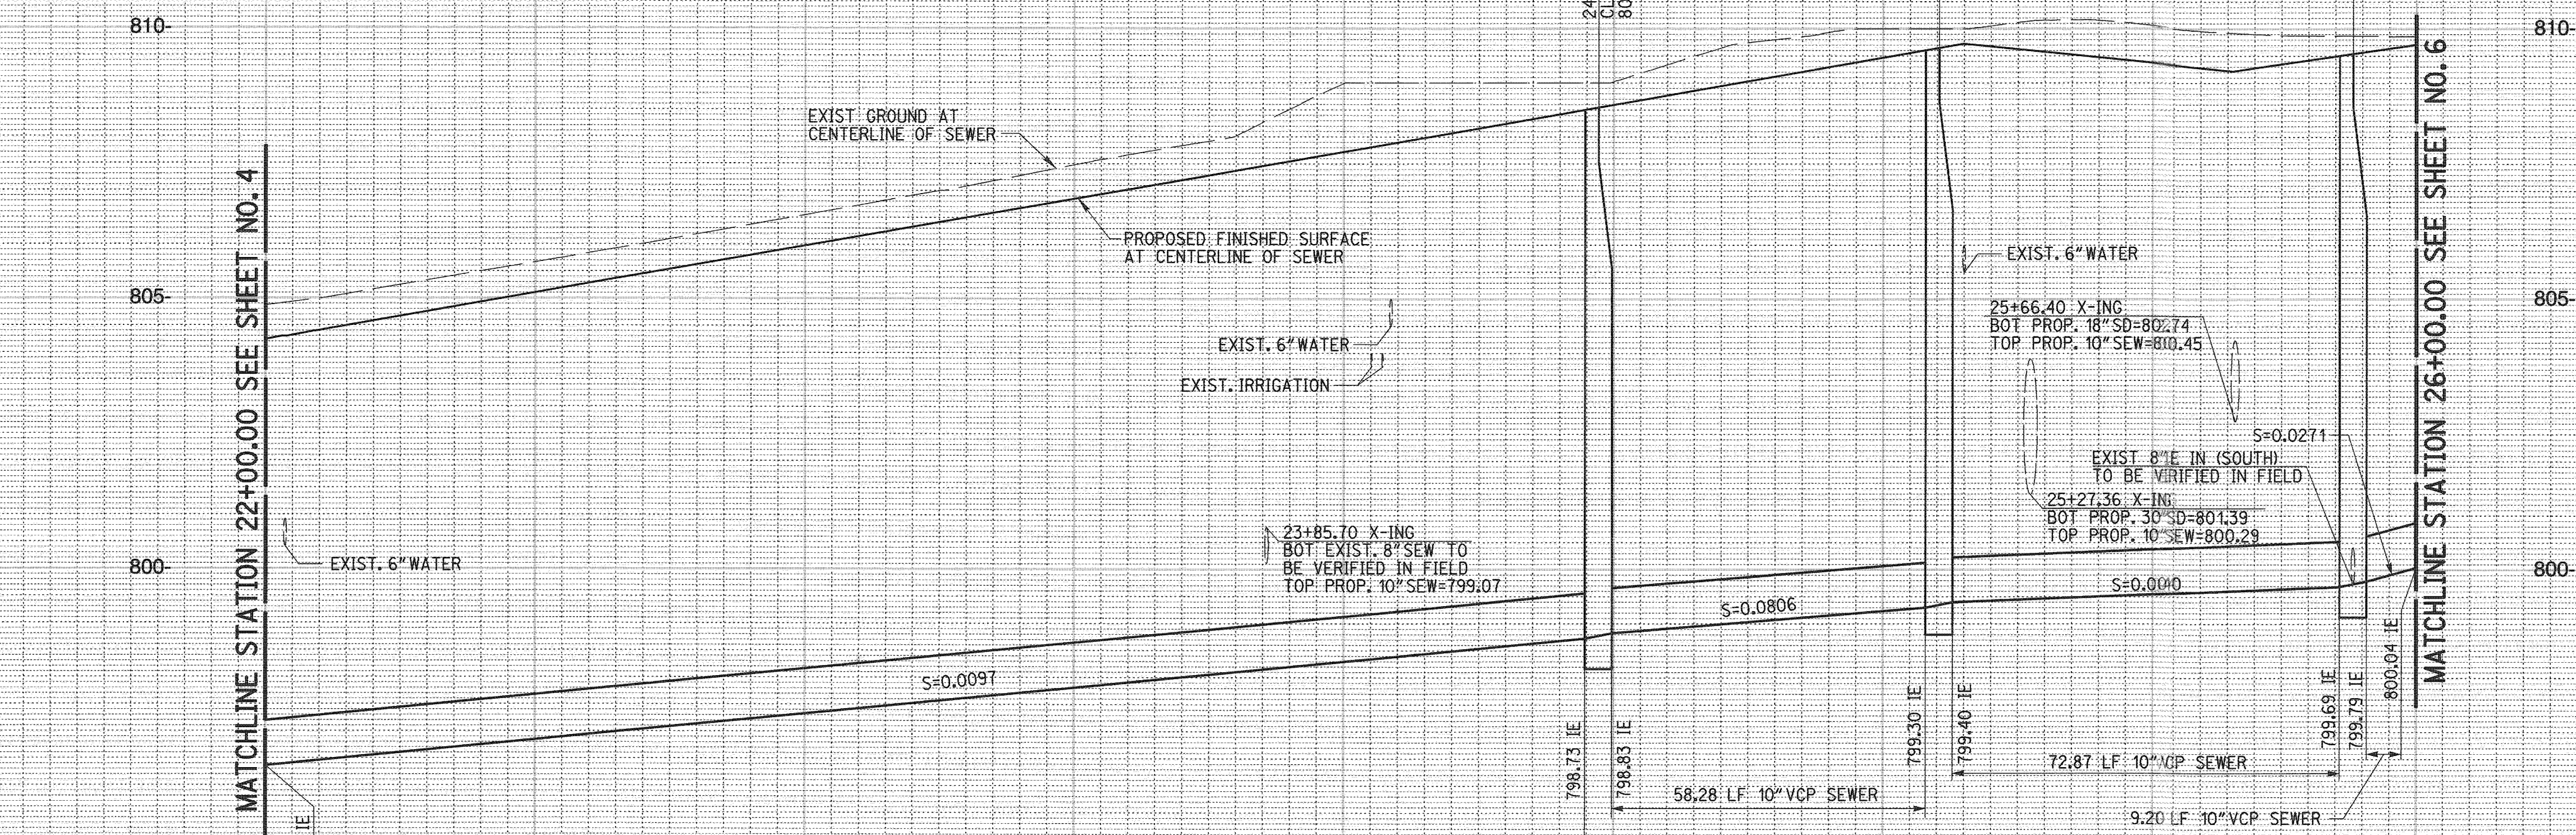 810-
24
CL
80
810-
EXIST GROUND AT
CENTERLINE OF SEWER
PROPOSED FINISHED SURFACE
AT CENTERLINE OF SEWER
MATCHLINE STATION 22+00.00 SEE SHEET NO. 4
MATCHLINE STATION 26+00.00 SEE SHEET NO. 6
EXIST. 6"WATER
805-
805-
25+66.40 X-ING
BOT PROP. 18"SD=802.74
TOP PROP. 10"SEW=
EXIST. 6"WATER
EXIST. IRRIGATION
S=0.0271
EXIST 8"IE IN (SOUTH)
TO BE VIRIFIED IN FIELD
25+27.36 X-ING
BOT PROP. 30"SD=801.39
TOP PROP. 10"SEW=800.29
23+85.70 X-ING
BOT EXIST. 8"SEW TO
BE VERIFIED IN FIELD
TOP PROP. 10"SEW=799.07
EXIST. 6"WATER
800-
800-
S=0.0040
S=0.0806
S=0.0097
798.73 IE
798.83 IE
799.30 IE
799.40 IE
799.69 IE
799.79 IE
800.04 IE
72.87 LF 10"VCP SEWER
58.28 LF 10"VCP SEWER
9.20 LF 10"VCP SEWER
IE